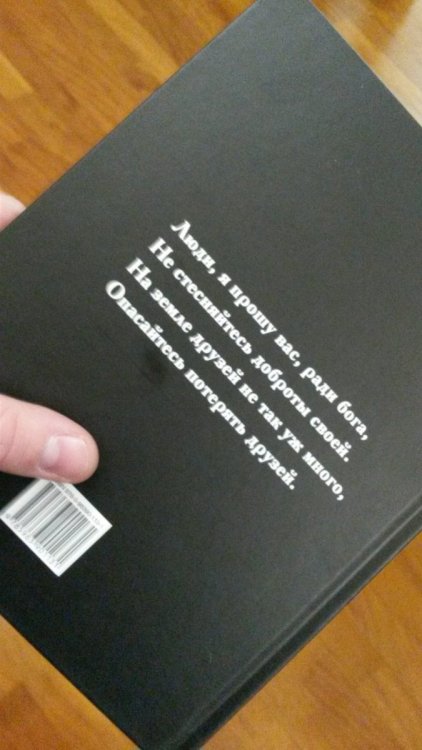 Люди, я прошу вас, ради бога,
Не стесняйтесь доброты своей.
На земле друзей не так уж много,
Опасайтесь потерять друзей.